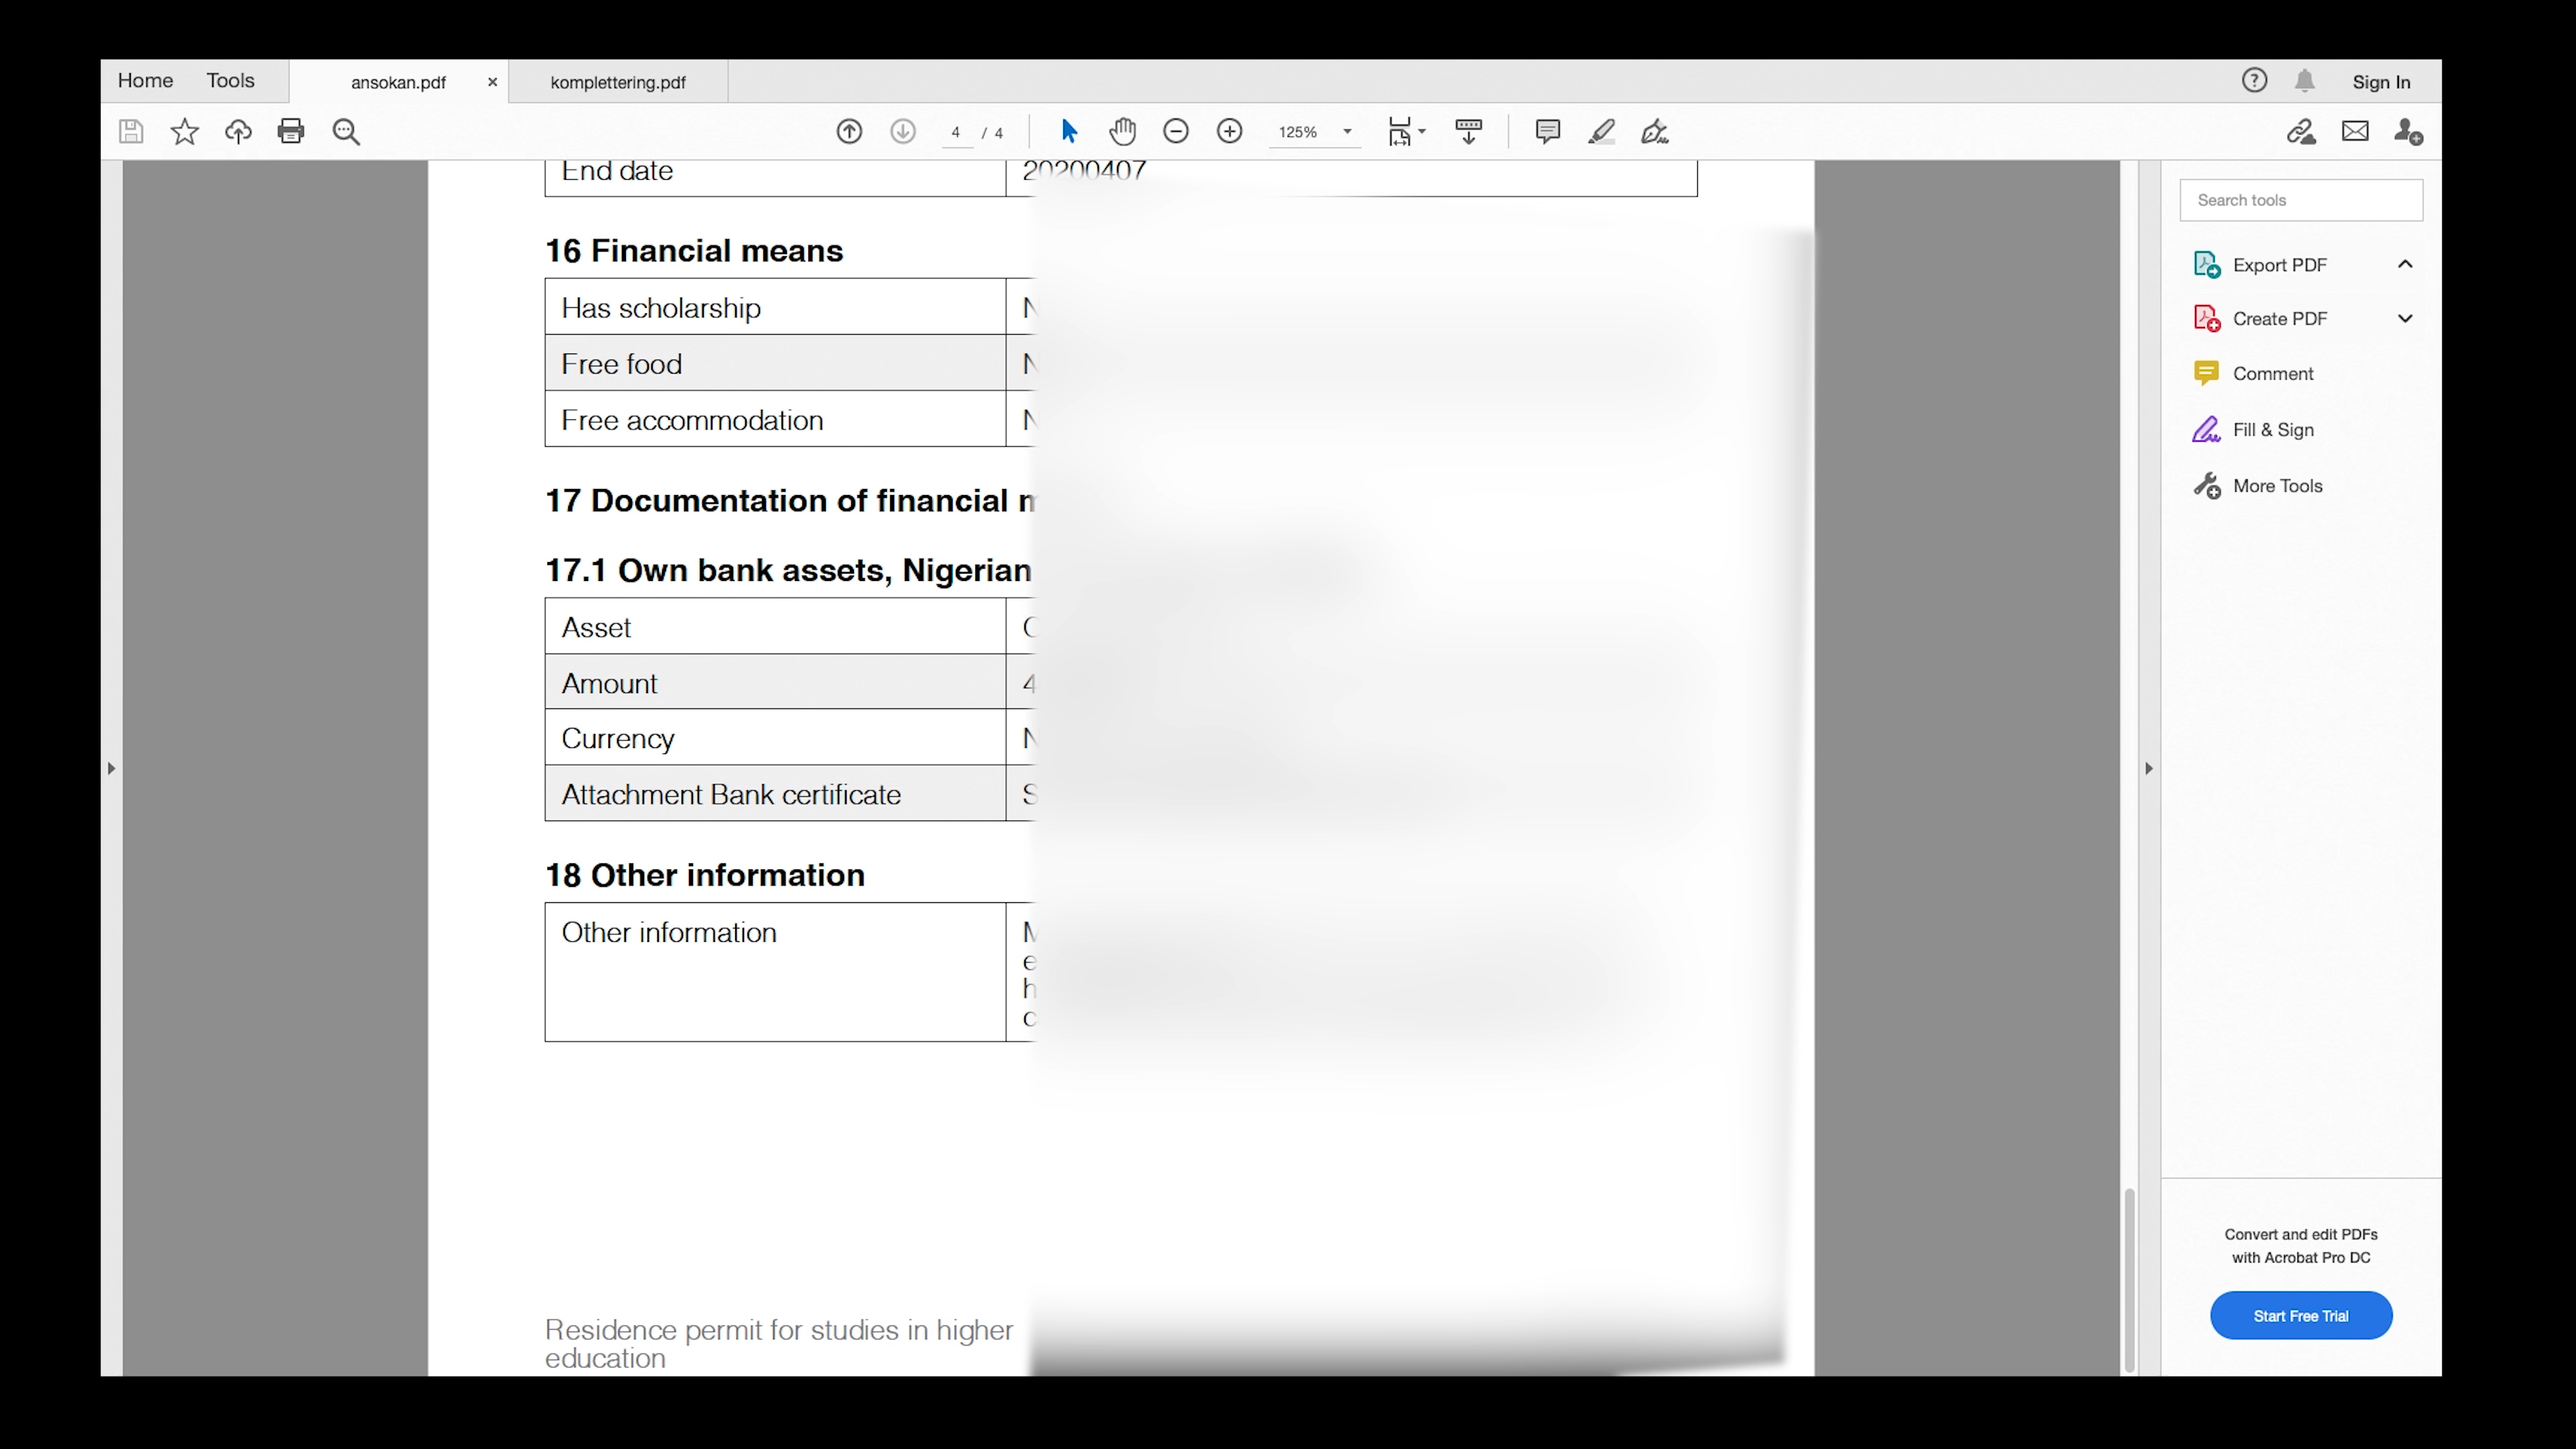 Home Tools ansokan.pdf × komplettering.pdf ? Sign In
4 / 4 125%
End date 20200407
16 Financial means
Has scholarship N
Free food N
Free accommodation N
17 Documentation of financial
17.1 Own bank assets, Nigerian
Asset
Amount 4
Currency N
Attachment Bank certificate S
18 Other information
Other information M
e
h
c
Residence permit for studies in higher
education
Search tools
Export PDF
Create PDF
Comment
Fill & Sign
More Tools
Convert and edit PDFs
with Acrobat Pro DC
Start Free Trial